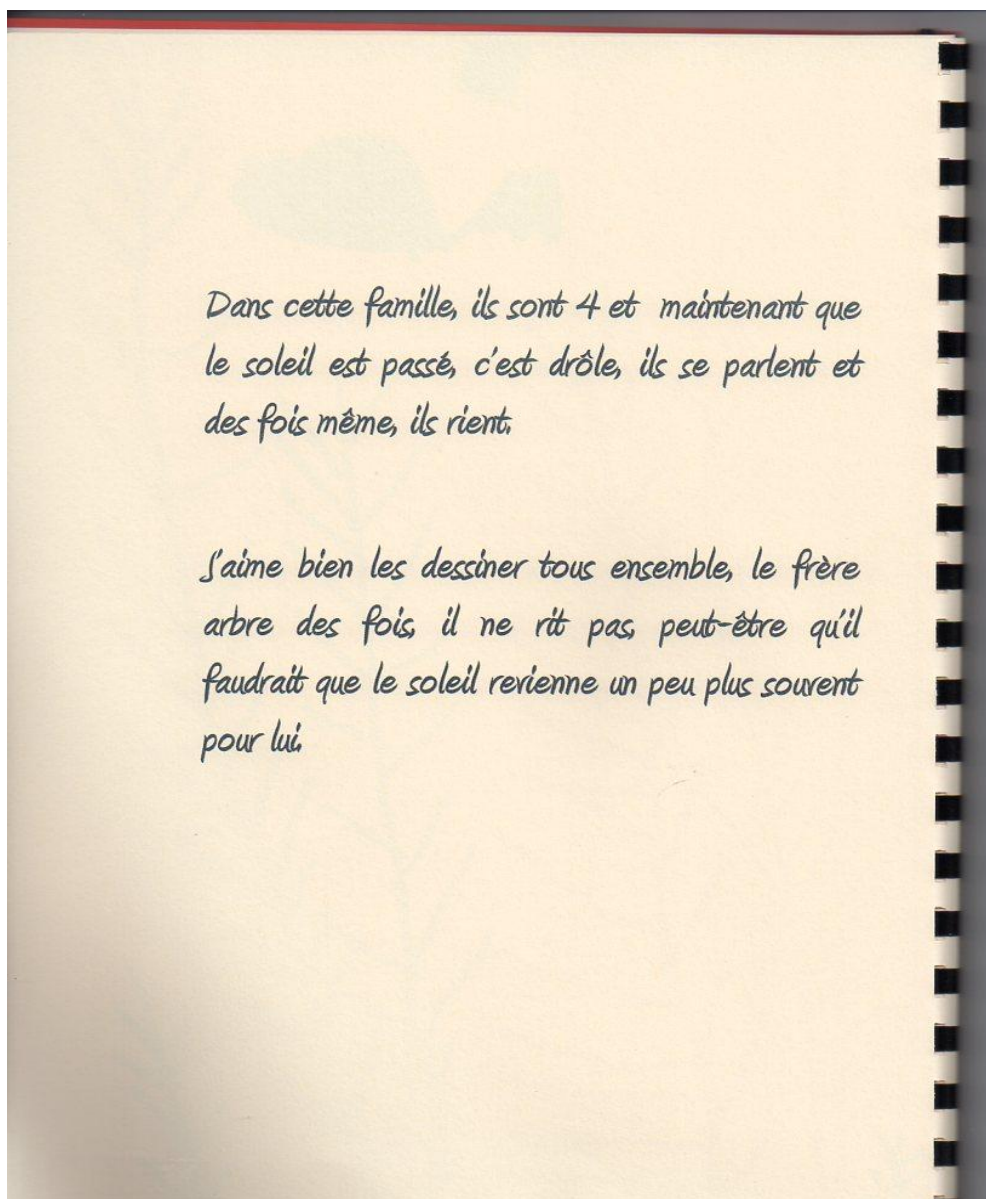 Dans cette famille, ils sont 4 et maintenant que
le soleil est passé, c'est drôle, ils se parlent et
des fois même, ils rient.
J'aime bien les dessiner tous ensemble, le frère
arbre des fois, il ne rit pas, peut-être qu'il
faudrait que le soleil revienne un peu plus souvent
pour lui.